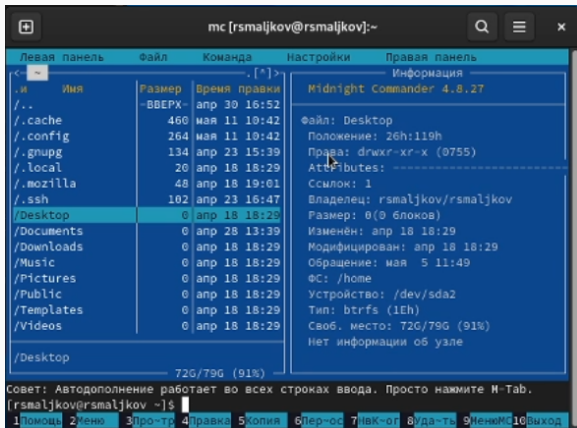 mc [rsmaljkov@rsmaljkov]:~
Левая панель Файл Команда Настройки Правая панель
<- ~ .[^]>
.и Имя Размер Время правки
/.. -ВВЕРХ- апр 30 16:52
/.cache 460 мая 11 10:42
/.config 264 мая 11 10:42
/.gnupg 134 апр 23 15:39
/.local 20 апр 18 18:29
/.mozilla 48 апр 18 19:01
/.ssh 102 апр 23 16:47
/Desktop 0 апр 18 18:29
/Documents 0 апр 28 13:39
/Downloads 0 апр 18 18:29
/Music 0 апр 18 18:29
/Pictures 0 апр 18 18:29
/Public 0 апр 18 18:29
/Templates 0 апр 18 18:29
/Videos 0 апр 18 18:29
/Desktop
72G/79G (91%)
Информация
Midnight Commander 4.8.27
Файл: Desktop
Положение: 26h:119h
Права: drwxr-xr-x (0755)
Attributes: ----------------------
Ссылок: 1
Владелец: rsmaljkov/rsmaljkov
Размер: 0(0 блоков)
Изменён: апр 18 18:29
Модифицирован: апр 18 18:29
Обращение: мая 5 11:49
ФС: /home
Устройство: /dev/sda2
Тип: btrfs (1Eh)
Своб. место: 72G/79G (91%)
Нет информации об узле
Совет: Автодополнение работает во всех строках ввода. Просто нажмите M-Tab.
[rsmaljkov@rsmaljkov ~]$
1Помощь 2Меню 3Про~тр 4Правка 5Копия 6Пер~ос 7НвК~ог 8Уда~ть 9МенюMC 10Выход